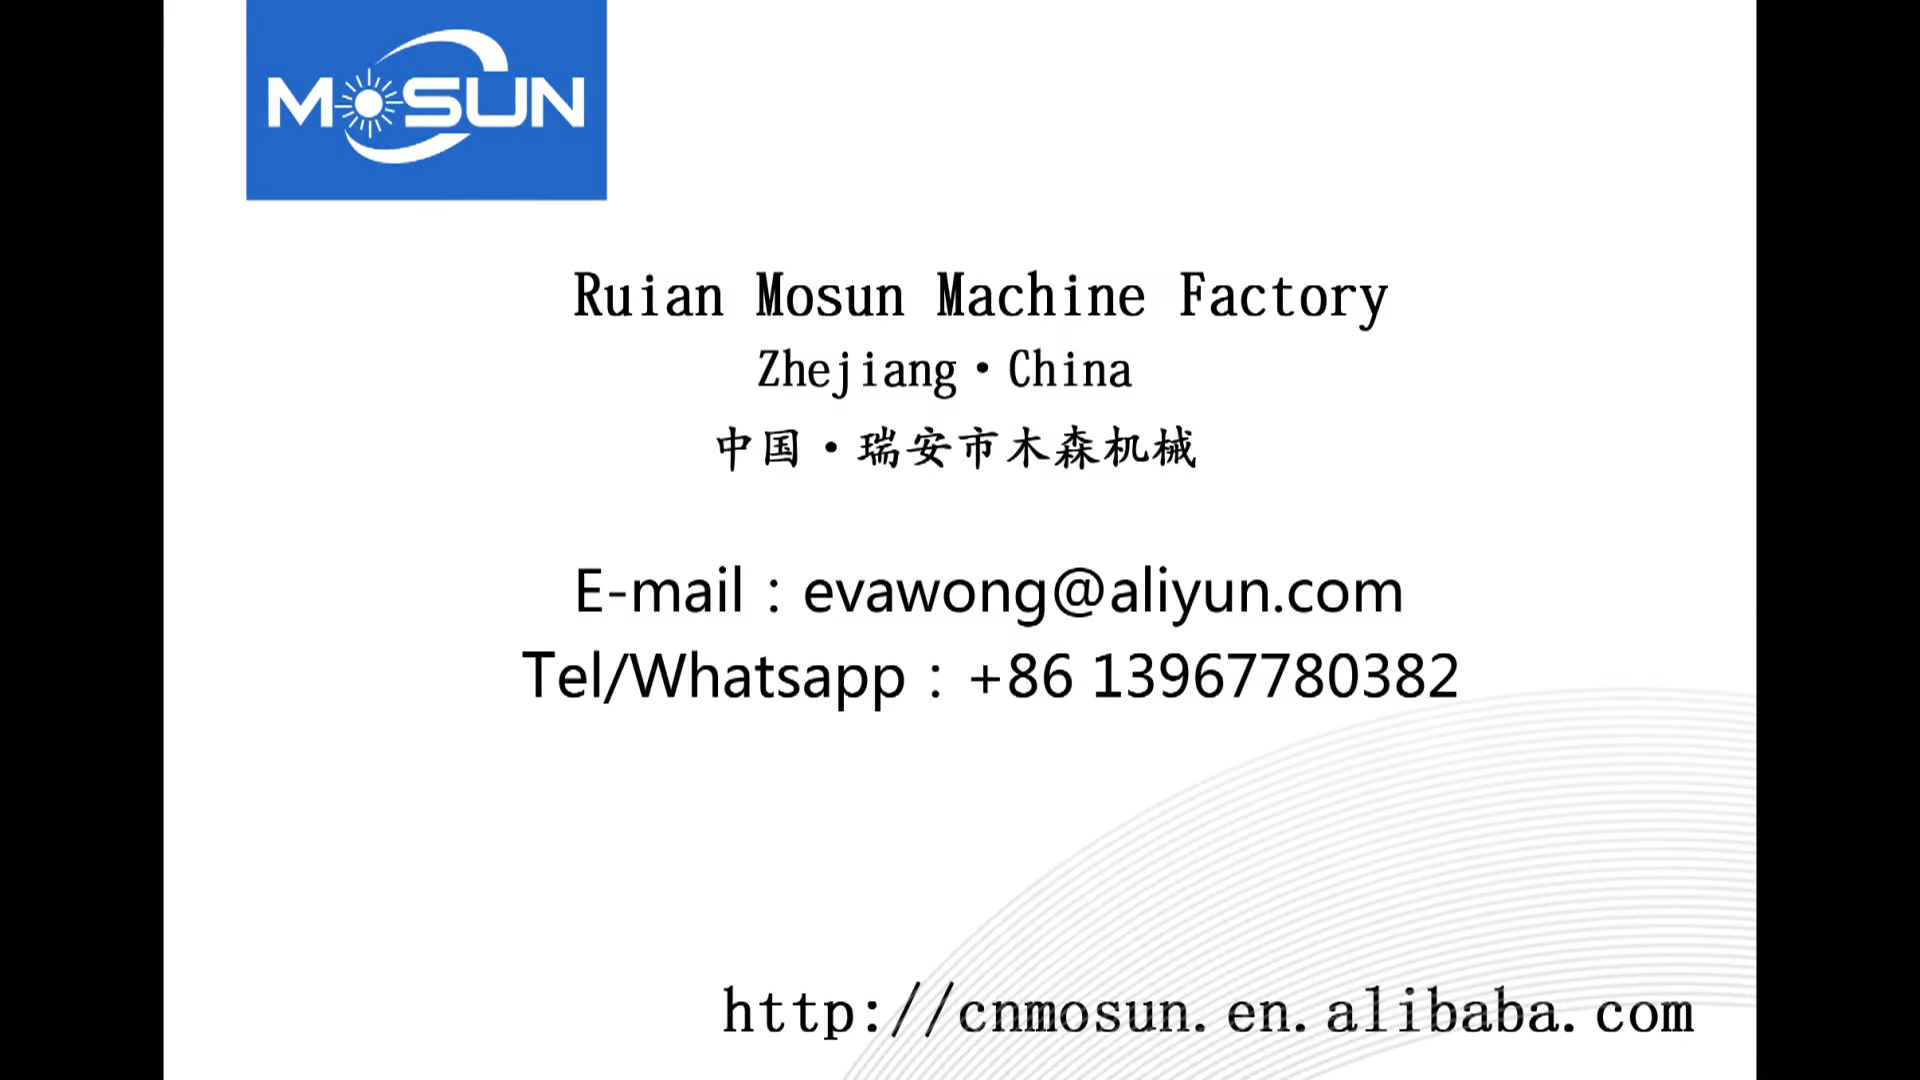 MOSUN
Ruian Mosun Machine Factory
Zhejiang·China
中国·瑞安市木森机械
E-mail：evawong@aliyun.com
Tel/Whatsapp：+86 13967780382
http://cnmosun.en.alibaba.com